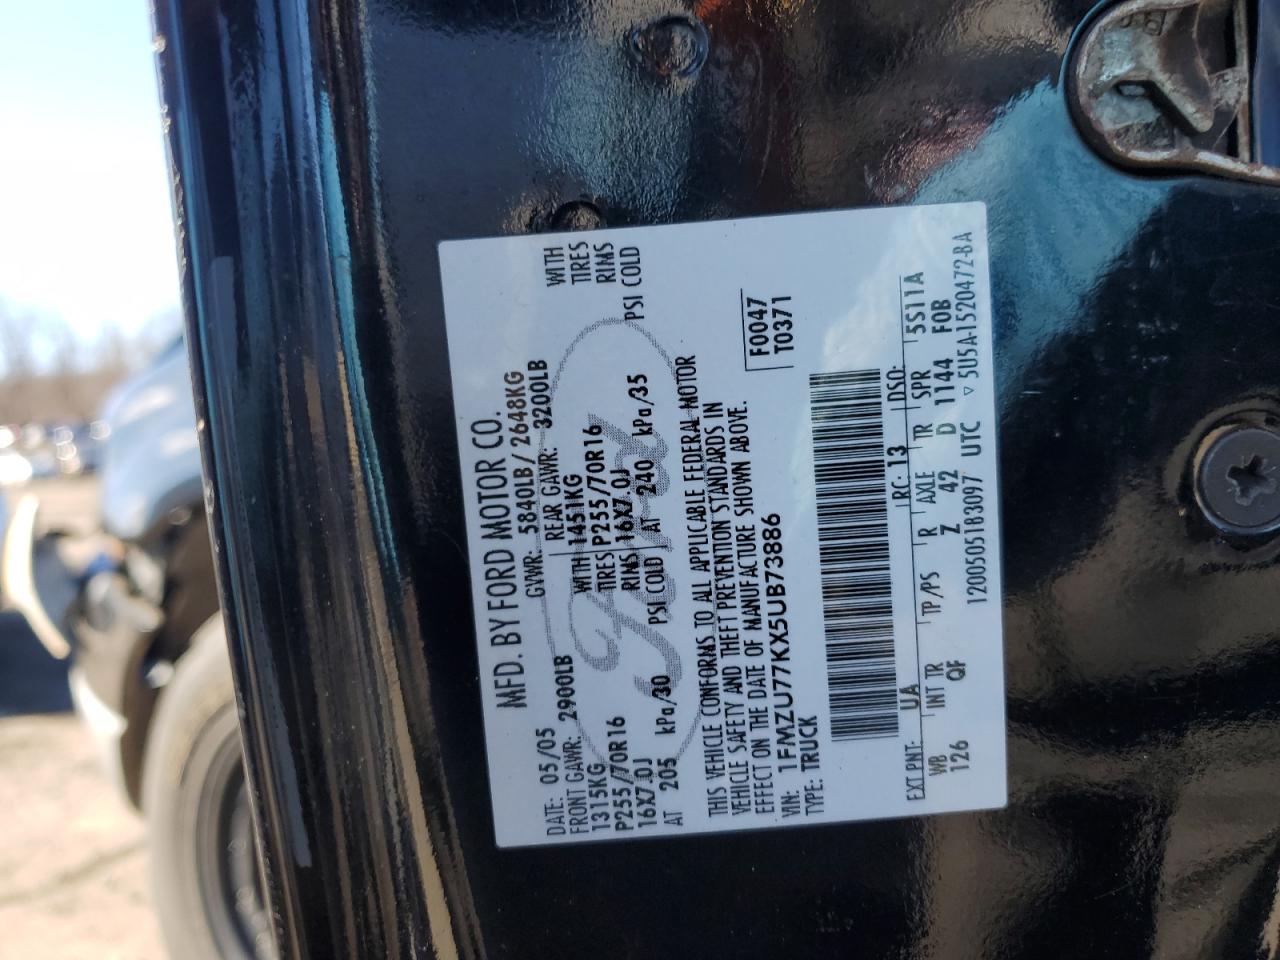 MFD. BY FORD MOTOR CO.
DATE: 05/05 GVWR: 5840LB/2648KG
FRONT GAWR: 2900LB REAR GAWR: 3200LB
1315KG WITH 1451KG WITH
P255/70R16 TIRES P255/70R16 TIRES
16X7.0J RIMS 16X7.0J RIMS
AT 205 kPa/30 PSI COLD AT 240 kPa/35 PSI COLD
THIS VEHICLE CONFORMS TO ALL APPLICABLE FEDERAL MOTOR
VEHICLE SAFETY AND THEFT PREVENTION STANDARDS IN
EFFECT ON THE DATE OF MANUFACTURE SHOWN ABOVE.
VIN: 1FMZU77KX5UB73886 F0047
TYPE: TRUCK T0371
EXT PNT: UA RC: 13 DSO:
WB INT TR TP/PS R AXLE TR SPR 5S11A
126 QF Z 42 D 1144 FOB
12005051 83097 UTC ▽ 5U5A-1520472-BA
Ford